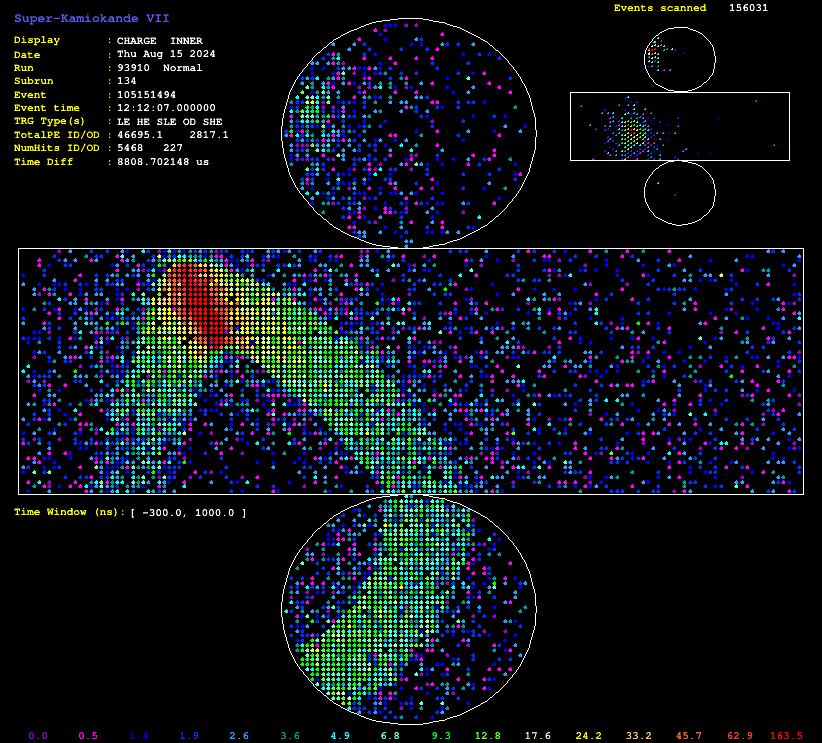 Super-Kamiokande VII
Events scanned 156031
Display : CHARGE INNER
Date : Thu Aug 15 2024
Run : 93910 Normal
Subrun : 134
Event : 105151494
Event time : 12:12:07.000000
TRG Type(s) : LE HE SLE OD SHE
TotalPE ID/OD : 46695.1 2817.1
NumHits ID/OD : 5468 227
Time Diff : 8808.702148 us
Time Window (ns): [ -300.0, 1000.0 ]
0.0 0.5 1.4 1.9 2.6 3.6 4.9 6.8 9.3 12.8 17.6 24.2 33.2 45.7 62.9 163.5